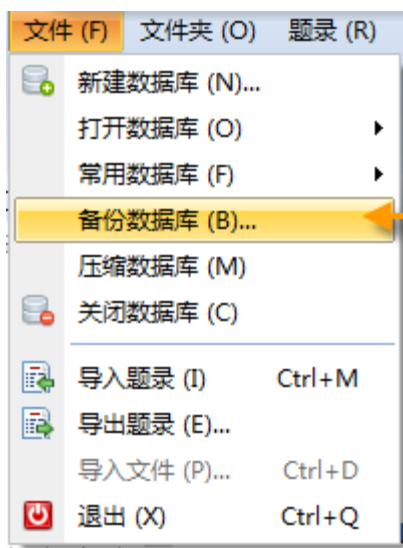 文件 (F) 文件夹 (O) 题录 (R)
新建数据库 (N)...
打开数据库 (O)
常用数据库 (F)
备份数据库 (B)...
压缩数据库 (M)
关闭数据库 (C)
导入题录 (I) Ctrl+M
导出题录 (E)...
导入文件 (P)... Ctrl+D
退出 (X) Ctrl+Q